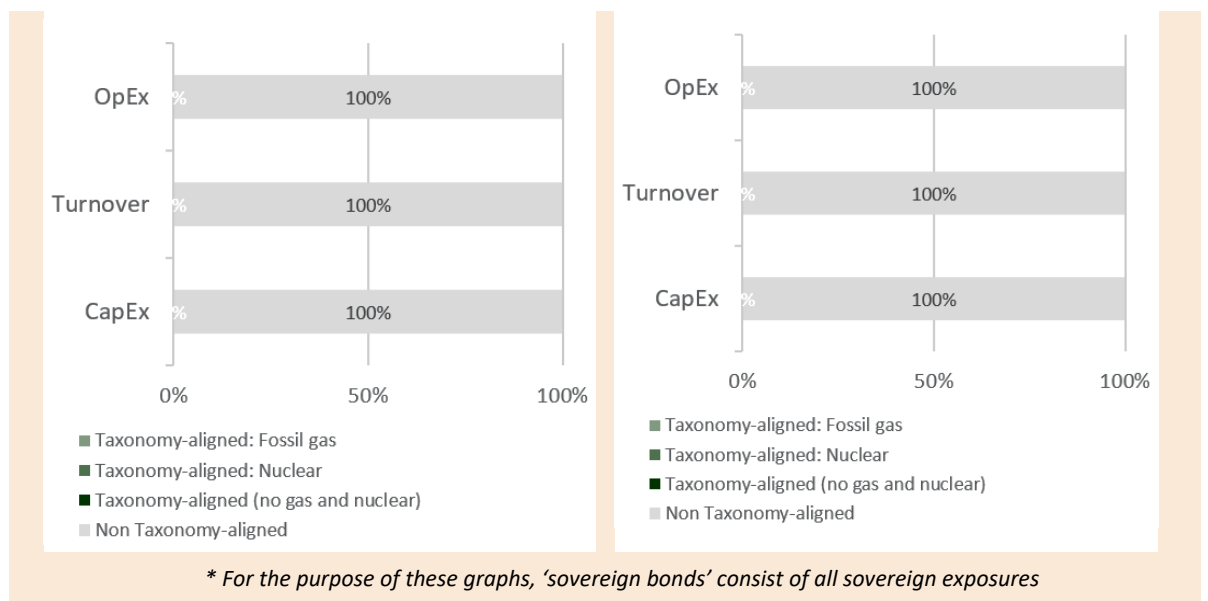 OpEx
% 100%
Turnover
% 100%
CapEx
% 100%
0% 50% 100%
Taxonomy-aligned: Fossil gas
Taxonomy-aligned: Nuclear
Taxonomy-aligned (no gas and nuclear)
Non Taxonomy-aligned
OpEx
% 100%
Turnover
% 100%
CapEx
% 100%
0% 50% 100%
Taxonomy-aligned: Fossil gas
Taxonomy-aligned: Nuclear
Taxonomy-aligned (no gas and nuclear)
Non Taxonomy-aligned
* For the purpose of these graphs, ‘sovereign bonds’ consist of all sovereign exposures